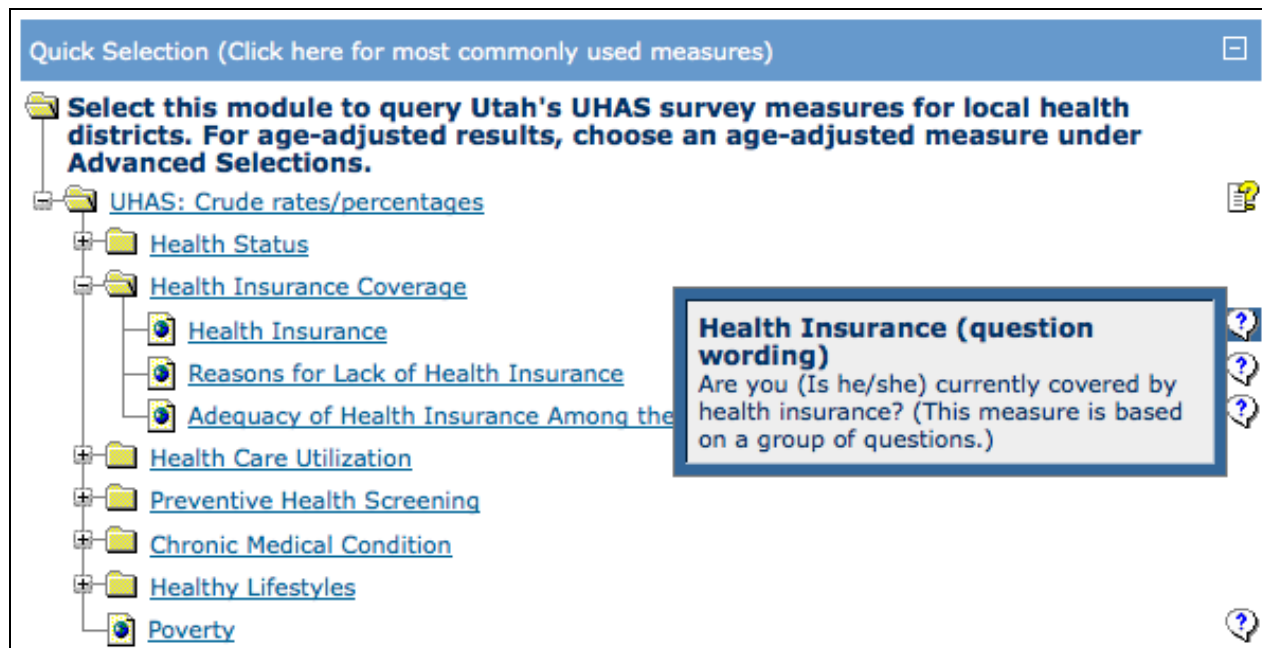 Quick Selection (Click here for most commonly used measures)
Select this module to query Utah's UHAS survey measures for local health
districts. For age-adjusted results, choose an age-adjusted measure under
Advanced Selections.
UHAS: Crude rates/percentages
Health Status
Health Insurance Coverage
Health Insurance
Reasons for Lack of Health Insurance
Adequacy of Health Insurance Among the
Health Insurance (question
wording)
Are you (Is he/she) currently covered by
health insurance? (This measure is based
on a group of questions.)
Health Care Utilization
Preventive Health Screening
Chronic Medical Condition
Healthy Lifestyles
Poverty